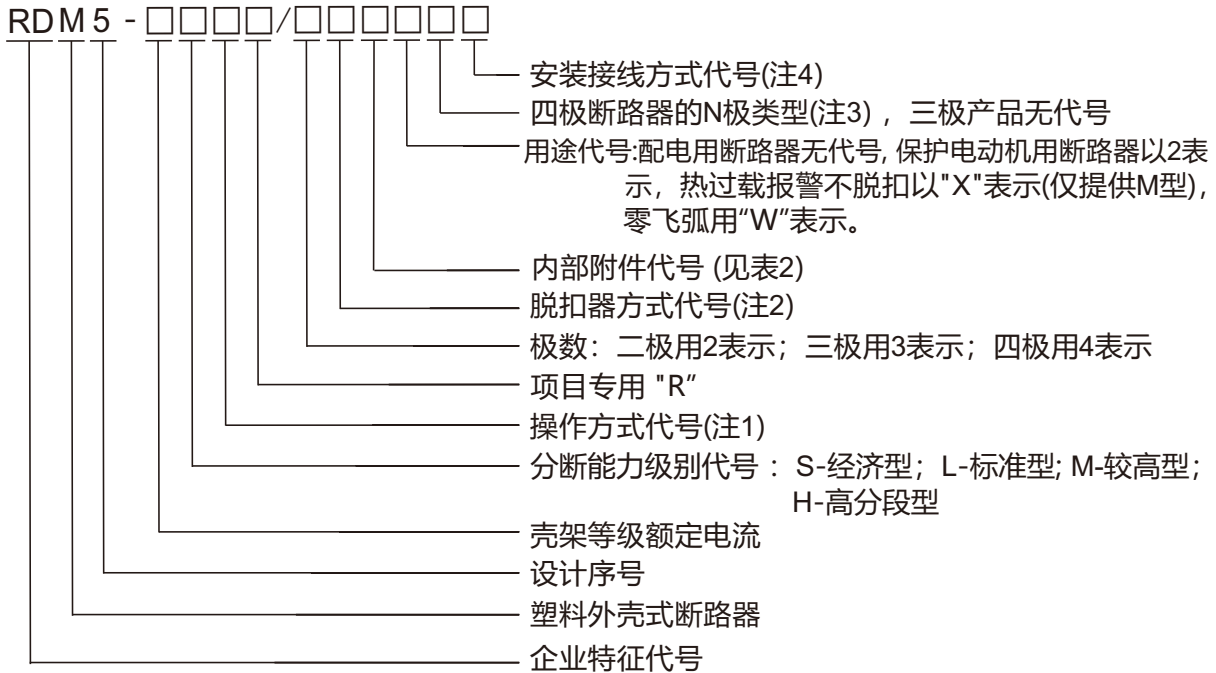 RDM5-□□□□/□□□□□□
安装接线方式代号(注4)
四极断路器的N极类型(注3) ，三极产品无代号
用途代号:配电用断路器无代号, 保护电动机用断路器以2表
示，热过载报警不脱扣以"X"表示(仅提供M型),
零飞弧用“W”表示。
内部附件代号 (见表2)
脱扣器方式代号(注2)
极数：二极用2表示；三极用3表示；四极用4表示
项目专用 "R”
操作方式代号(注1)
分断能力级别代号 ：S-经济型；L-标准型; M-较高型；
H-高分段型
壳架等级额定电流
设计序号
塑料外壳式断路器
企业特征代号